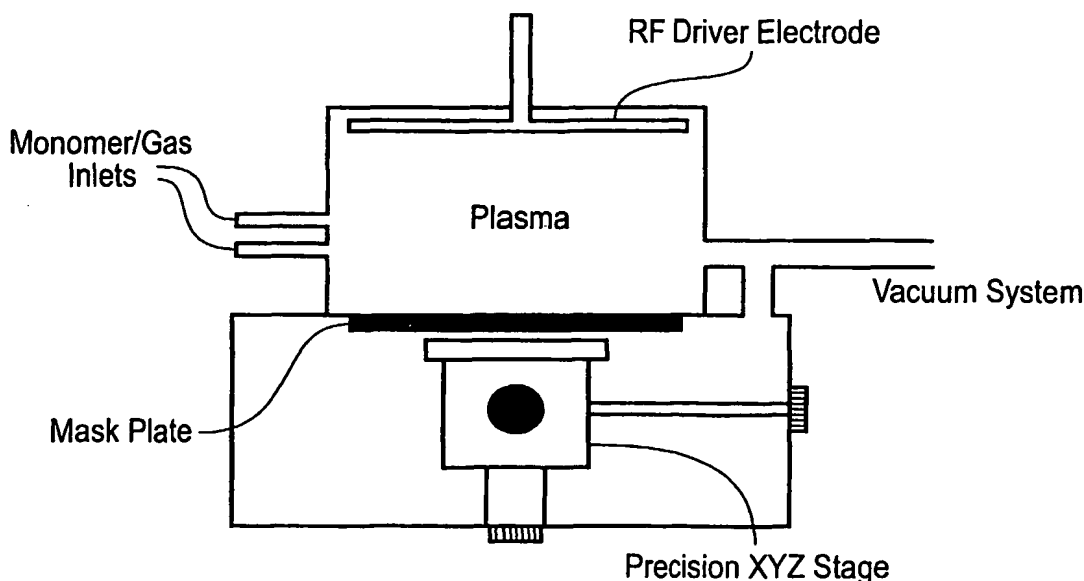 RF Driver Electrode
Monomer/Gas
Inlets
Plasma
Vacuum System
Mask Plate
Precision XYZ Stage